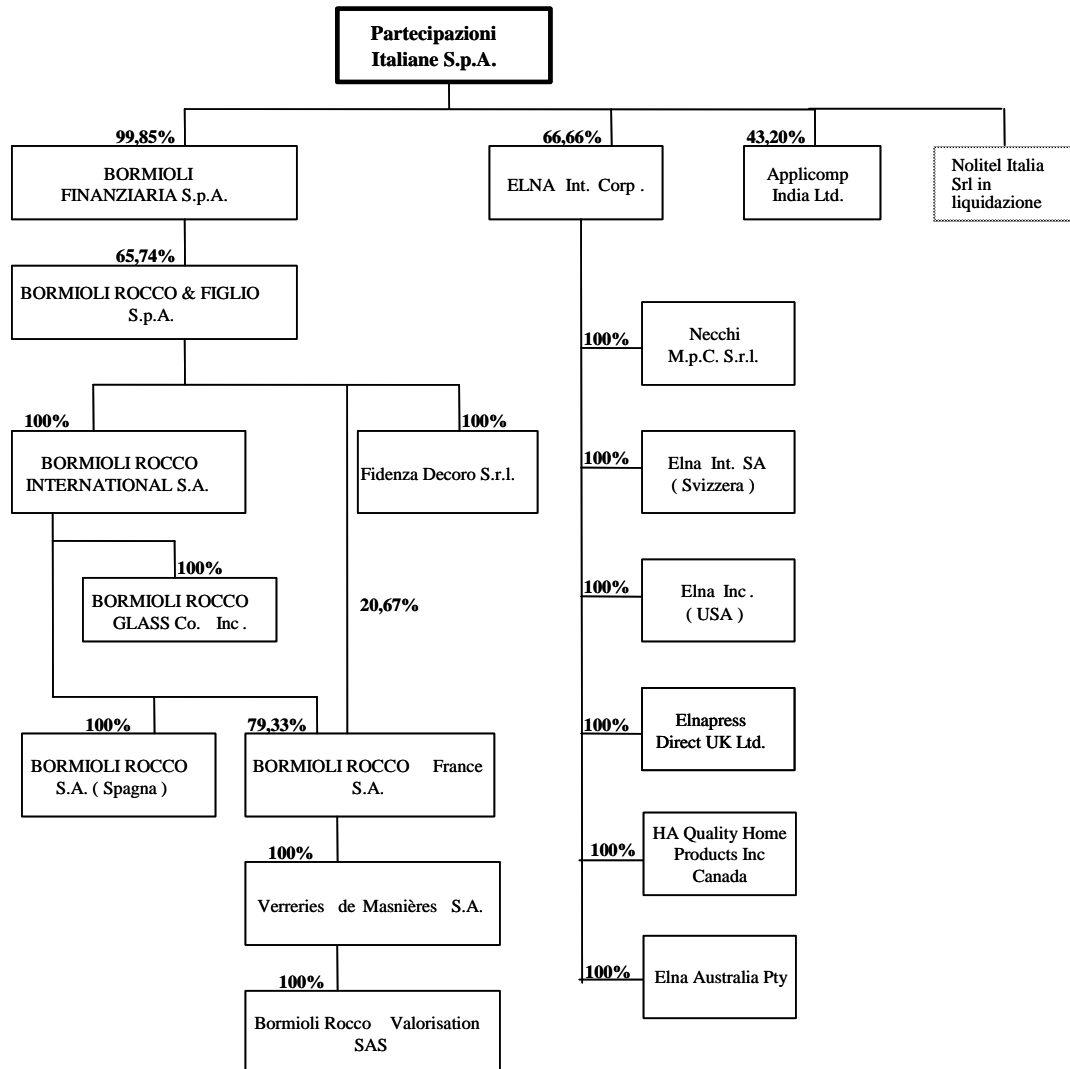 Partecipazioni
Italiane S.p.A.
99,85%
66,66%
43,20%
BORMIOLI
FINANZIARIA S.p.A.
ELNA Int. Corp .
Applicomp
India Ltd.
Nolitel Italia
Srl in
liquidazione
65,74%
BORMIOLI ROCCO & FIGLIO
S.p.A.
100%
Necchi
M.p.C. S.r.l.
100%
100%
BORMIOLI ROCCO
INTERNATIONAL S.A.
Fidenza Decoro S.r.l.
100%
Elna Int. SA
( Svizzera )
100%
BORMIOLI ROCCO
GLASS Co. Inc .
20,67%
100%
Elna Inc .
( USA )
100%
79,33%
BORMIOLI ROCCO
S.A. ( Spagna )
BORMIOLI ROCCO France
S.A.
100%
Elnapress
Direct UK Ltd.
100%
Verreries de Masnières S.A.
100%
HA Quality Home
Products Inc
Canada
100%
Bormioli Rocco Valorisation
SAS
100%
Elna Australia Pty